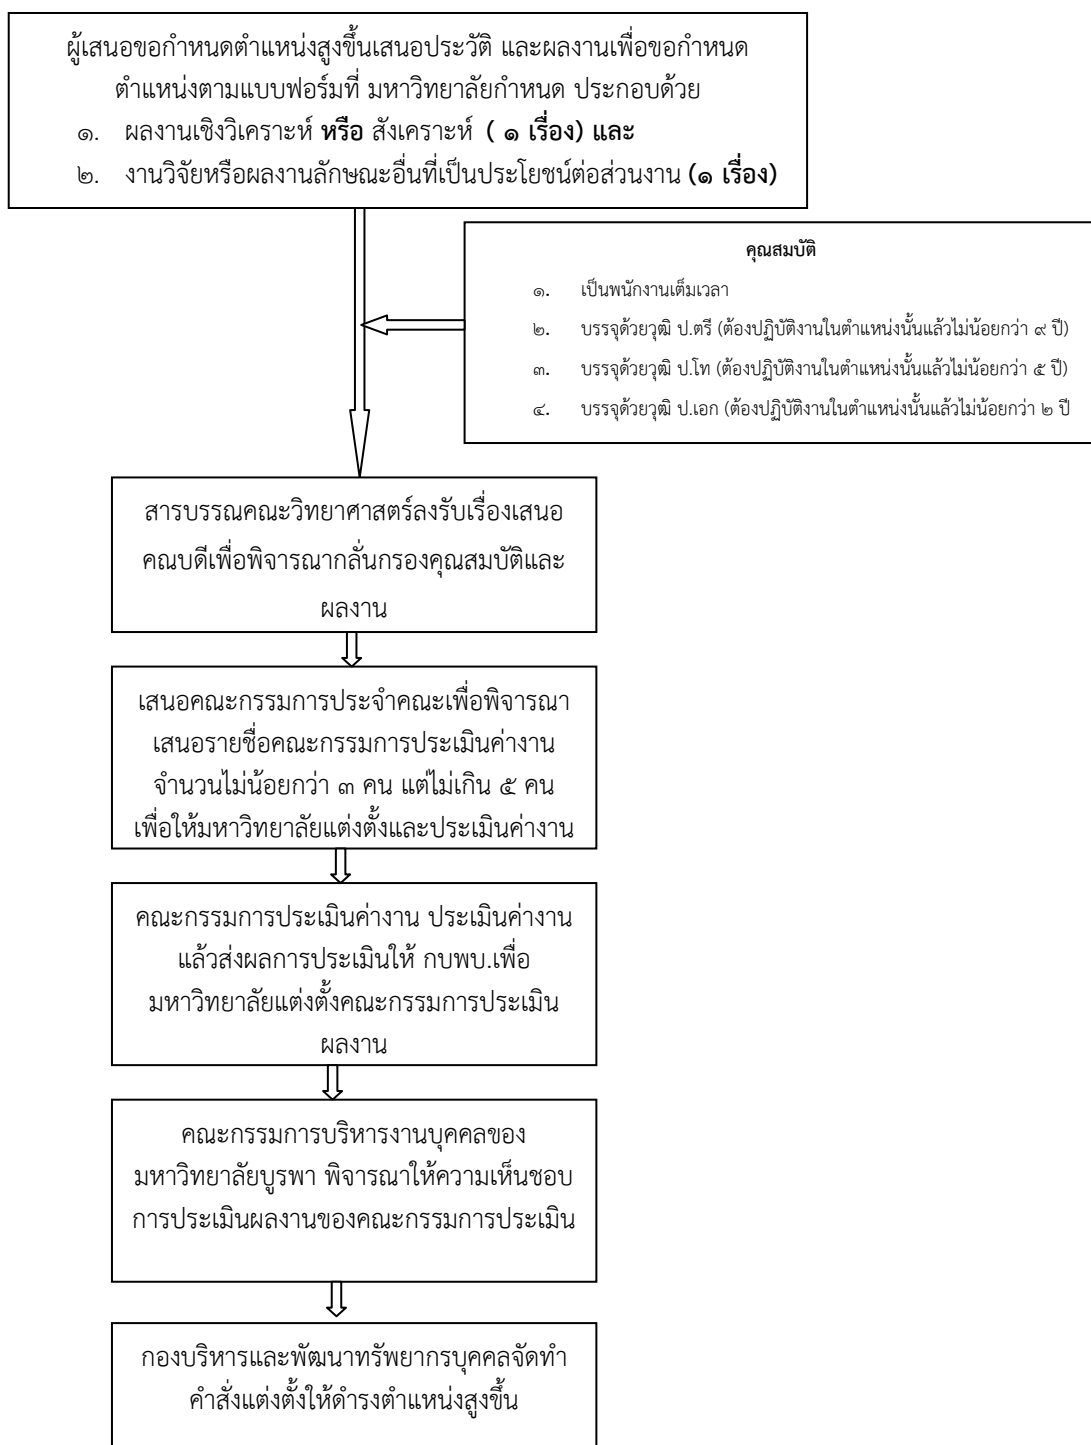 ผู้เสนอขอกำหนดตำแหน่งสูงขึ้นเสนอประวัติ และผลงานเพื่อขอกำหนด
ตำแหน่งตามแบบฟอร์มที่ มหาวิทยาลัยกำหนด ประกอบด้วย
๑. ผลงานเชิงวิเคราะห์ หรือ สังเคราะห์ ( ๑ เรื่อง) และ
๒. งานวิจัยหรือผลงานลักษณะอื่นที่เป็นประโยชน์ต่อส่วนงาน (๑ เรื่อง)
คุณสมบัติ
๑. เป็นพนักงานเต็มเวลา
๒. บรรจุด้วยวุฒิ ป.ตรี (ต้องปฏิบัติงานในตำแหน่งนั้นแล้วไม่น้อยกว่า ๙ ปี)
๓. บรรจุด้วยวุฒิ ป.โท (ต้องปฏิบัติงานในตำแหน่งนั้นแล้วไม่น้อยกว่า ๕ ปี)
๔. บรรจุด้วยวุฒิ ป.เอก (ต้องปฏิบัติงานในตำแหน่งนั้นแล้วไม่น้อยกว่า ๒ ปี
สารบรรณคณะวิทยาศาสตร์ลงรับเรื่องเสนอ
คณบดีเพื่อพิจารณากลั่นกรองคุณสมบัติและ
ผลงาน
เสนอคณะกรรมการประจำคณะเพื่อพิจารณา
เสนอรายชื่อคณะกรรมการประเมินค่างาน
จำนวนไม่น้อยกว่า ๓ คน แต่ไม่เกิน ๕ คน
เพื่อให้มหาวิทยาลัยแต่งตั้งและประเมินค่างาน
คณะกรรมการประเมินค่างาน ประเมินค่างาน
แล้วส่งผลการประเมินให้ กบพบ.เพื่อ
มหาวิทยาลัยแต่งตั้งคณะกรรมการประเมิน
ผลงาน
คณะกรรมการบริหารงานบุคคลของ
มหาวิทยาลัยบูรพา พิจารณาให้ความเห็นชอบ
การประเมินผลงานของคณะกรรมการประเมิน
กองบริหารและพัฒนาทรัพยากรบุคคลจัดทำ
คำสั่งแต่งตั้งให้ดำรงตำแหน่งสูงขึ้น